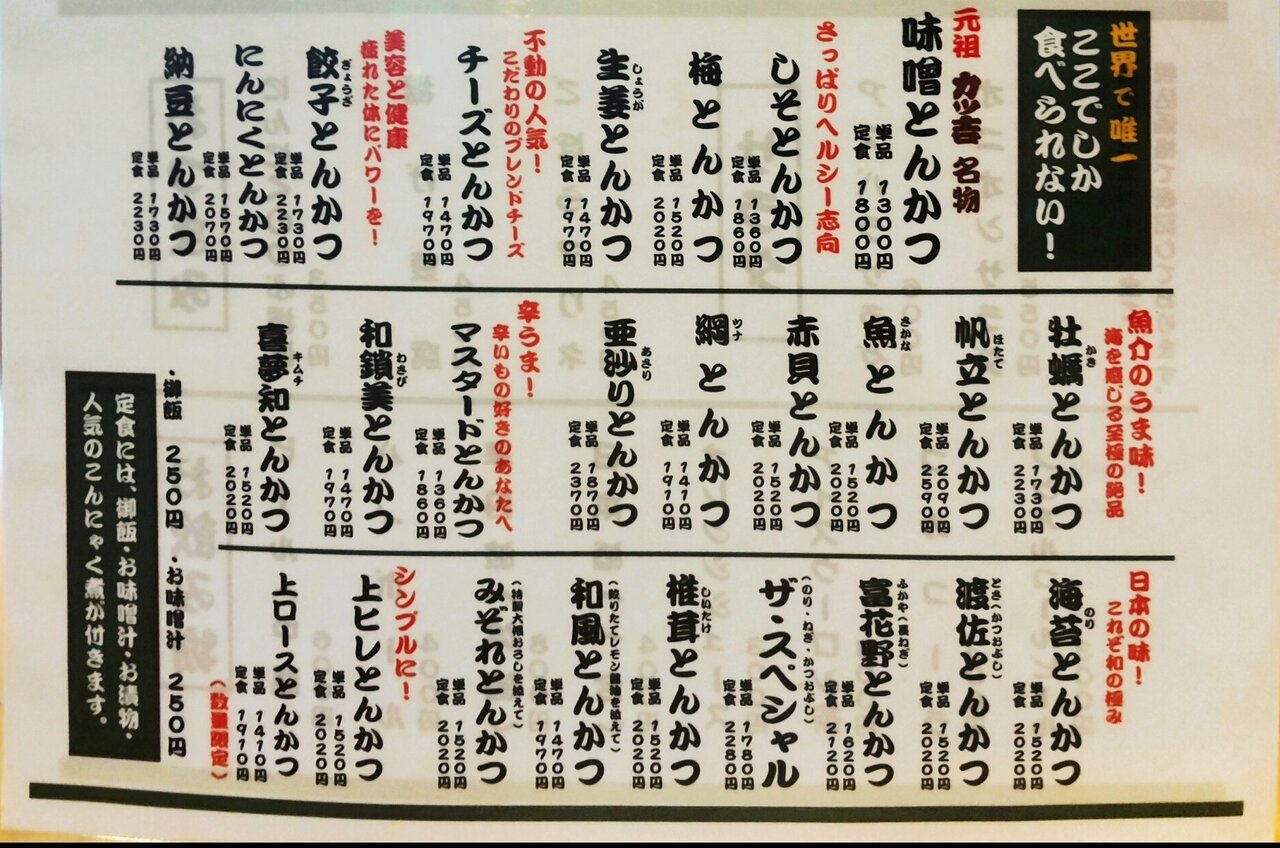 世界で唯一
ここでしか
食べられない！
元祖 カツ吉 名物
味噌とんかつ
単品 1300円
定食 1800円
さっぱりヘルシー志向
しそとんかつ
単品 1360円
定食 1860円
梅とんかつ
単品 1520円
定食 2020円
生姜とんかつ
しょうが
単品 1470円
定食 1970円
不動の人気！
こだわりのブレンドチーズ
チーズとんかつ
単品 1470円
定食 1970円
美容と健康
疲れた体にパワーを！
餃子とんかつ
ぎょうざ
単品 1730円
定食 2230円
にんにくとんかつ
単品 1570円
定食 2070円
納豆とんかつ
単品 1730円
定食 2230円
魚介のうま味！
海を感じる至極の絶品
牡蠣とんかつ
かき
単品 1730円
定食 2230円
帆立とんかつ
ほたて
単品 2090円
定食 2590円
魚とんかつ
さかな
単品 1520円
定食 2020円
赤貝とんかつ
単品 1520円
定食 2020円
綱とんかつ
ツナ
単品 1410円
定食 1910円
亜沙りとんかつ
あさり
単品 1870円
定食 2370円
辛うま！
辛いもの好きのあなたへ
マスタードとんかつ
単品 1360円
定食 1860円
和鎖美とんかつ
わさび
単品 1470円
定食 1970円
喜夢知とんかつ
キムチ
単品 1520円
定食 2020円
日本の味！
これぞ和の極み
海苔とんかつ
のり
単品 1520円
定食 2020円
渡佐とんかつ
とさ（かつおぶし）
単品 1520円
定食 2020円
富花野とんかつ
ふかや（長ねぎ）
単品 1620円
定食 2120円
ザ・スペシャル
（のり・ねぎ・かつおぶし）
単品 1780円
定食 2280円
椎茸とんかつ
しいたけ
単品 1520円
定食 2020円
和風とんかつ
（絞りたてレモン醤油を添えて）
単品 1470円
定食 1970円
みぞれとんかつ
（特製大根おろしを添えて）
単品 1520円
定食 2020円
シンプルに！
上ヒレとんかつ
単品 1520円
定食 2020円
上ロースとんかつ
単品 1410円
定食 1910円
（数量限定）
・御飯 250円 ・お味噌汁 250円
定食には、御飯・お味噌汁・お漬物・
人気のこんにゃく煮が付きます。